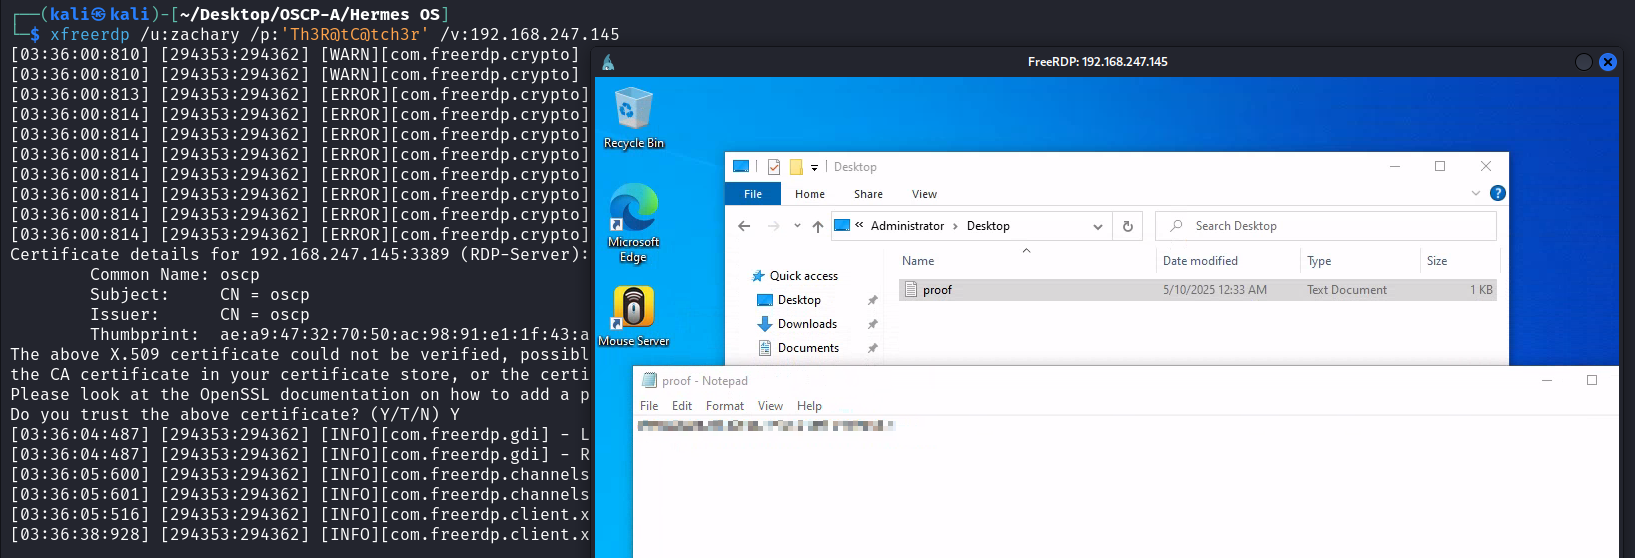 ┌──(kali㉿kali)-[~/Desktop/OSCP-A/Hermes OS]
└─$ xfreerdp /u:zachary /p:'Th3R@tC@tch3r' /v:192.168.247.145
[03:36:00:810] [294353:294362] [WARN][com.freerdp.crypto]
[03:36:00:810] [294353:294362] [WARN][com.freerdp.crypto]
[03:36:00:813] [294353:294362] [ERROR][com.freerdp.crypto]
[03:36:00:814] [294353:294362] [ERROR][com.freerdp.crypto]
[03:36:00:814] [294353:294362] [ERROR][com.freerdp.crypto]
[03:36:00:814] [294353:294362] [ERROR][com.freerdp.crypto]
[03:36:00:814] [294353:294362] [ERROR][com.freerdp.crypto]
[03:36:00:814] [294353:294362] [ERROR][com.freerdp.crypto]
[03:36:00:814] [294353:294362] [ERROR][com.freerdp.crypto]
[03:36:00:814] [294353:294362] [ERROR][com.freerdp.crypto]
Certificate details for 192.168.247.145:3389 (RDP-Server):
Common Name: oscp
Subject: CN = oscp
Issuer: CN = oscp
Thumbprint: ae:a9:47:32:70:50:ac:98:91:e1:1f:43:a
The above X.509 certificate could not be verified, possibl
the CA certificate in your certificate store, or the certi
Please look at the OpenSSL documentation on how to add a p
Do you trust the above certificate? (Y/T/N) Y
[03:36:04:487] [294353:294362] [INFO][com.freerdp.gdi] - L
[03:36:04:487] [294353:294362] [INFO][com.freerdp.gdi] - R
[03:36:05:600] [294353:294362] [INFO][com.freerdp.channels
[03:36:05:601] [294353:294362] [INFO][com.freerdp.channels
[03:36:05:516] [294353:294362] [INFO][com.freerdp.client.x
[03:36:38:928] [294353:294362] [INFO][com.freerdp.client.x
FreeRDP: 192.168.247.145
Recycle Bin
Microsoft
Edge
Mouse Server
Desktop
File Home Share View
« Administrator › Desktop
Search Desktop
Name Date modified Type Size
Quick access
Desktop
Downloads
Documents
proof 5/10/2025 12:33 AM Text Document 1 KB
proof - Notepad
File Edit Format View Help